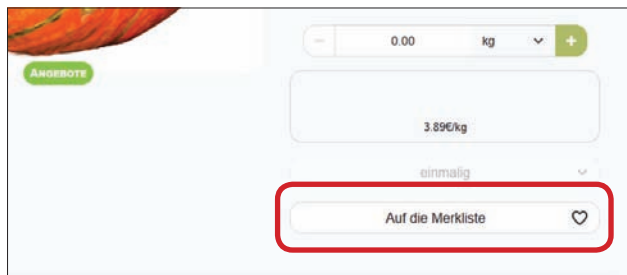 − 0.00 kg +
ANGEBOTE
3.89€/kg
einmalig
Auf die Merkliste